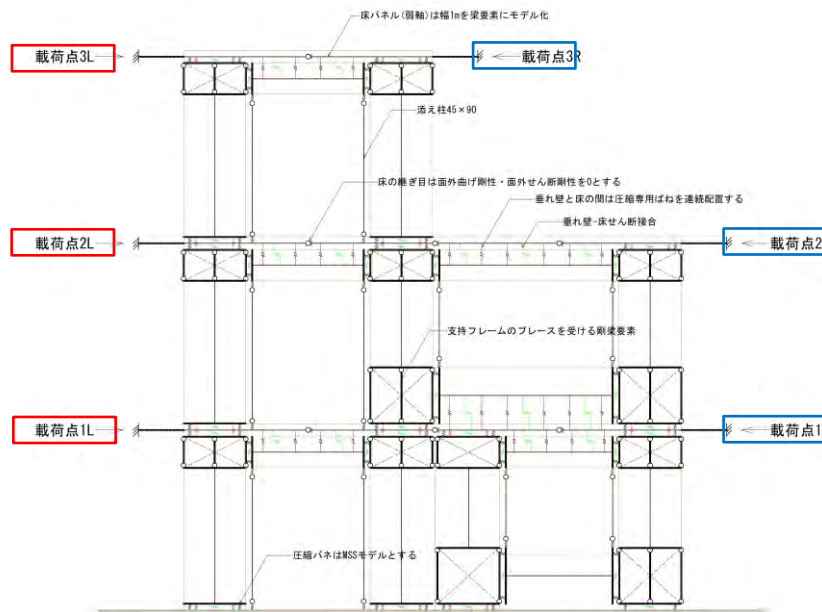 床パネル(弱軸)は幅1mを梁要素にモデル化
載荷点3L
載荷点3R
添え柱45×90
床の継ぎ目は面外曲げ剛性・面外せん断剛性を0とする
垂れ壁と床の間は圧縮専用ばねを連続配置する
垂れ壁-床せん断接合
載荷点2L
載荷点2
支持フレームのブレースを受ける剛梁要素
載荷点1L
載荷点1
圧縮バネはMSSモデルとする